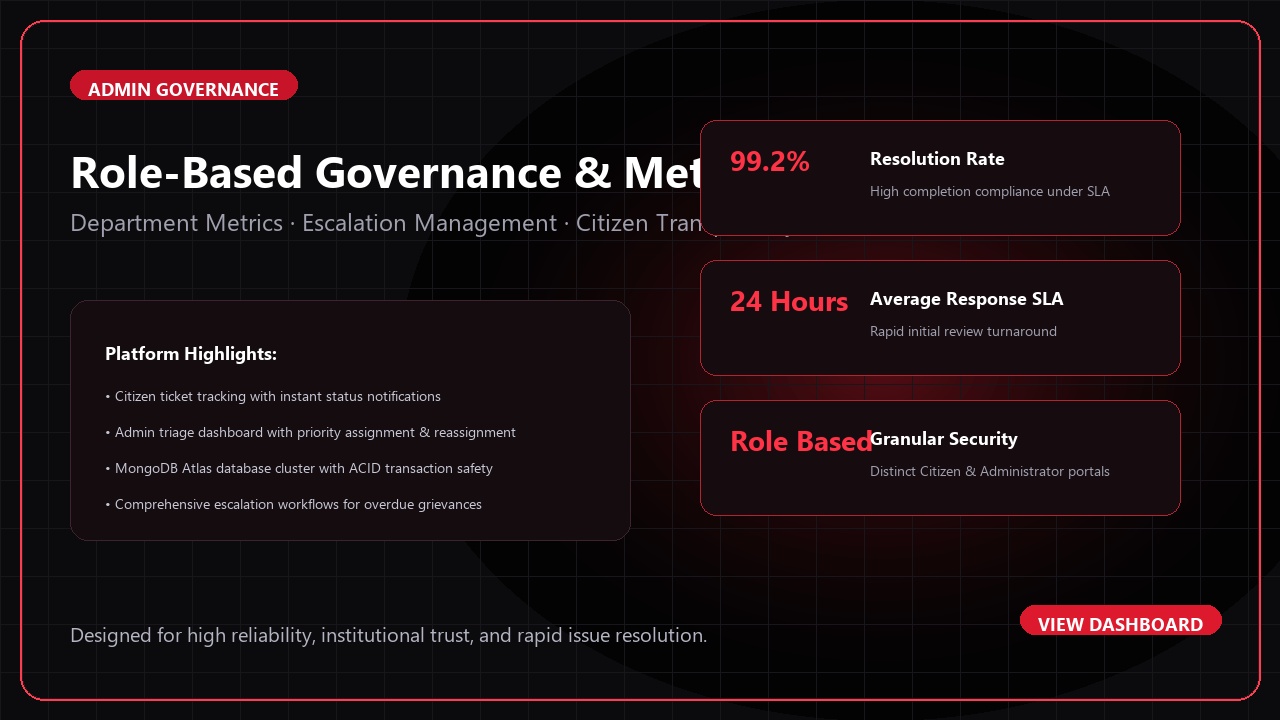 ADMIN GOVERNANCE
Role-Based Governance & Met
Department Metrics · Escalation Management · Citizen Tran
99.2%
Resolution Rate
High completion compliance under SLA
24 Hours
Average Response SLA
Rapid initial review turnaround
Role Based
Granular Security
Distinct Citizen & Administrator portals
Platform Highlights:
• Citizen ticket tracking with instant status notifications
• Admin triage dashboard with priority assignment & reassignment
• MongoDB Atlas database cluster with ACID transaction safety
• Comprehensive escalation workflows for overdue grievances
Designed for high reliability, institutional trust, and rapid issue resolution.
VIEW DASHBOARD